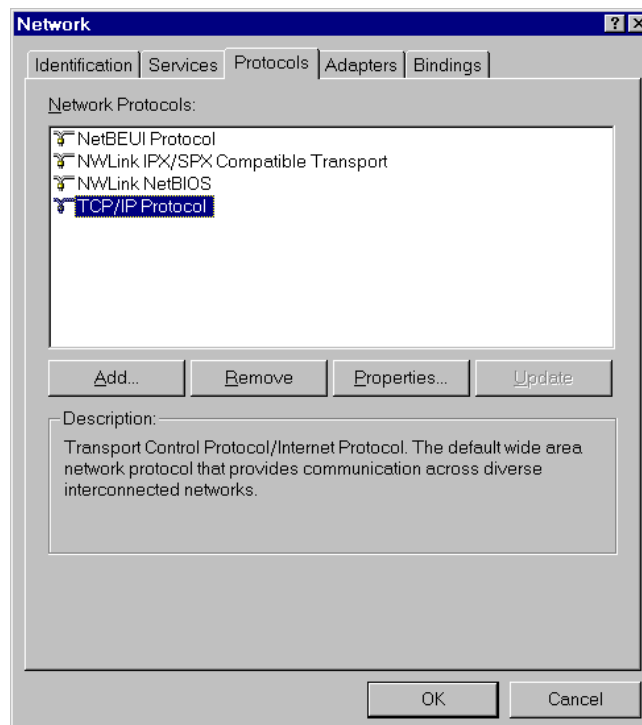 Network
Identification Services Protocols Adapters Bindings
Network Protocols:
NetBEUI Protocol
NWLink IPX/SPX Compatible Transport
NWLink NetBIOS
TCP/IP Protocol
Add... Remove Properties... Update
Description:
Transport Control Protocol/Internet Protocol. The default wide area
network protocol that provides communication across diverse
interconnected networks.
OK Cancel